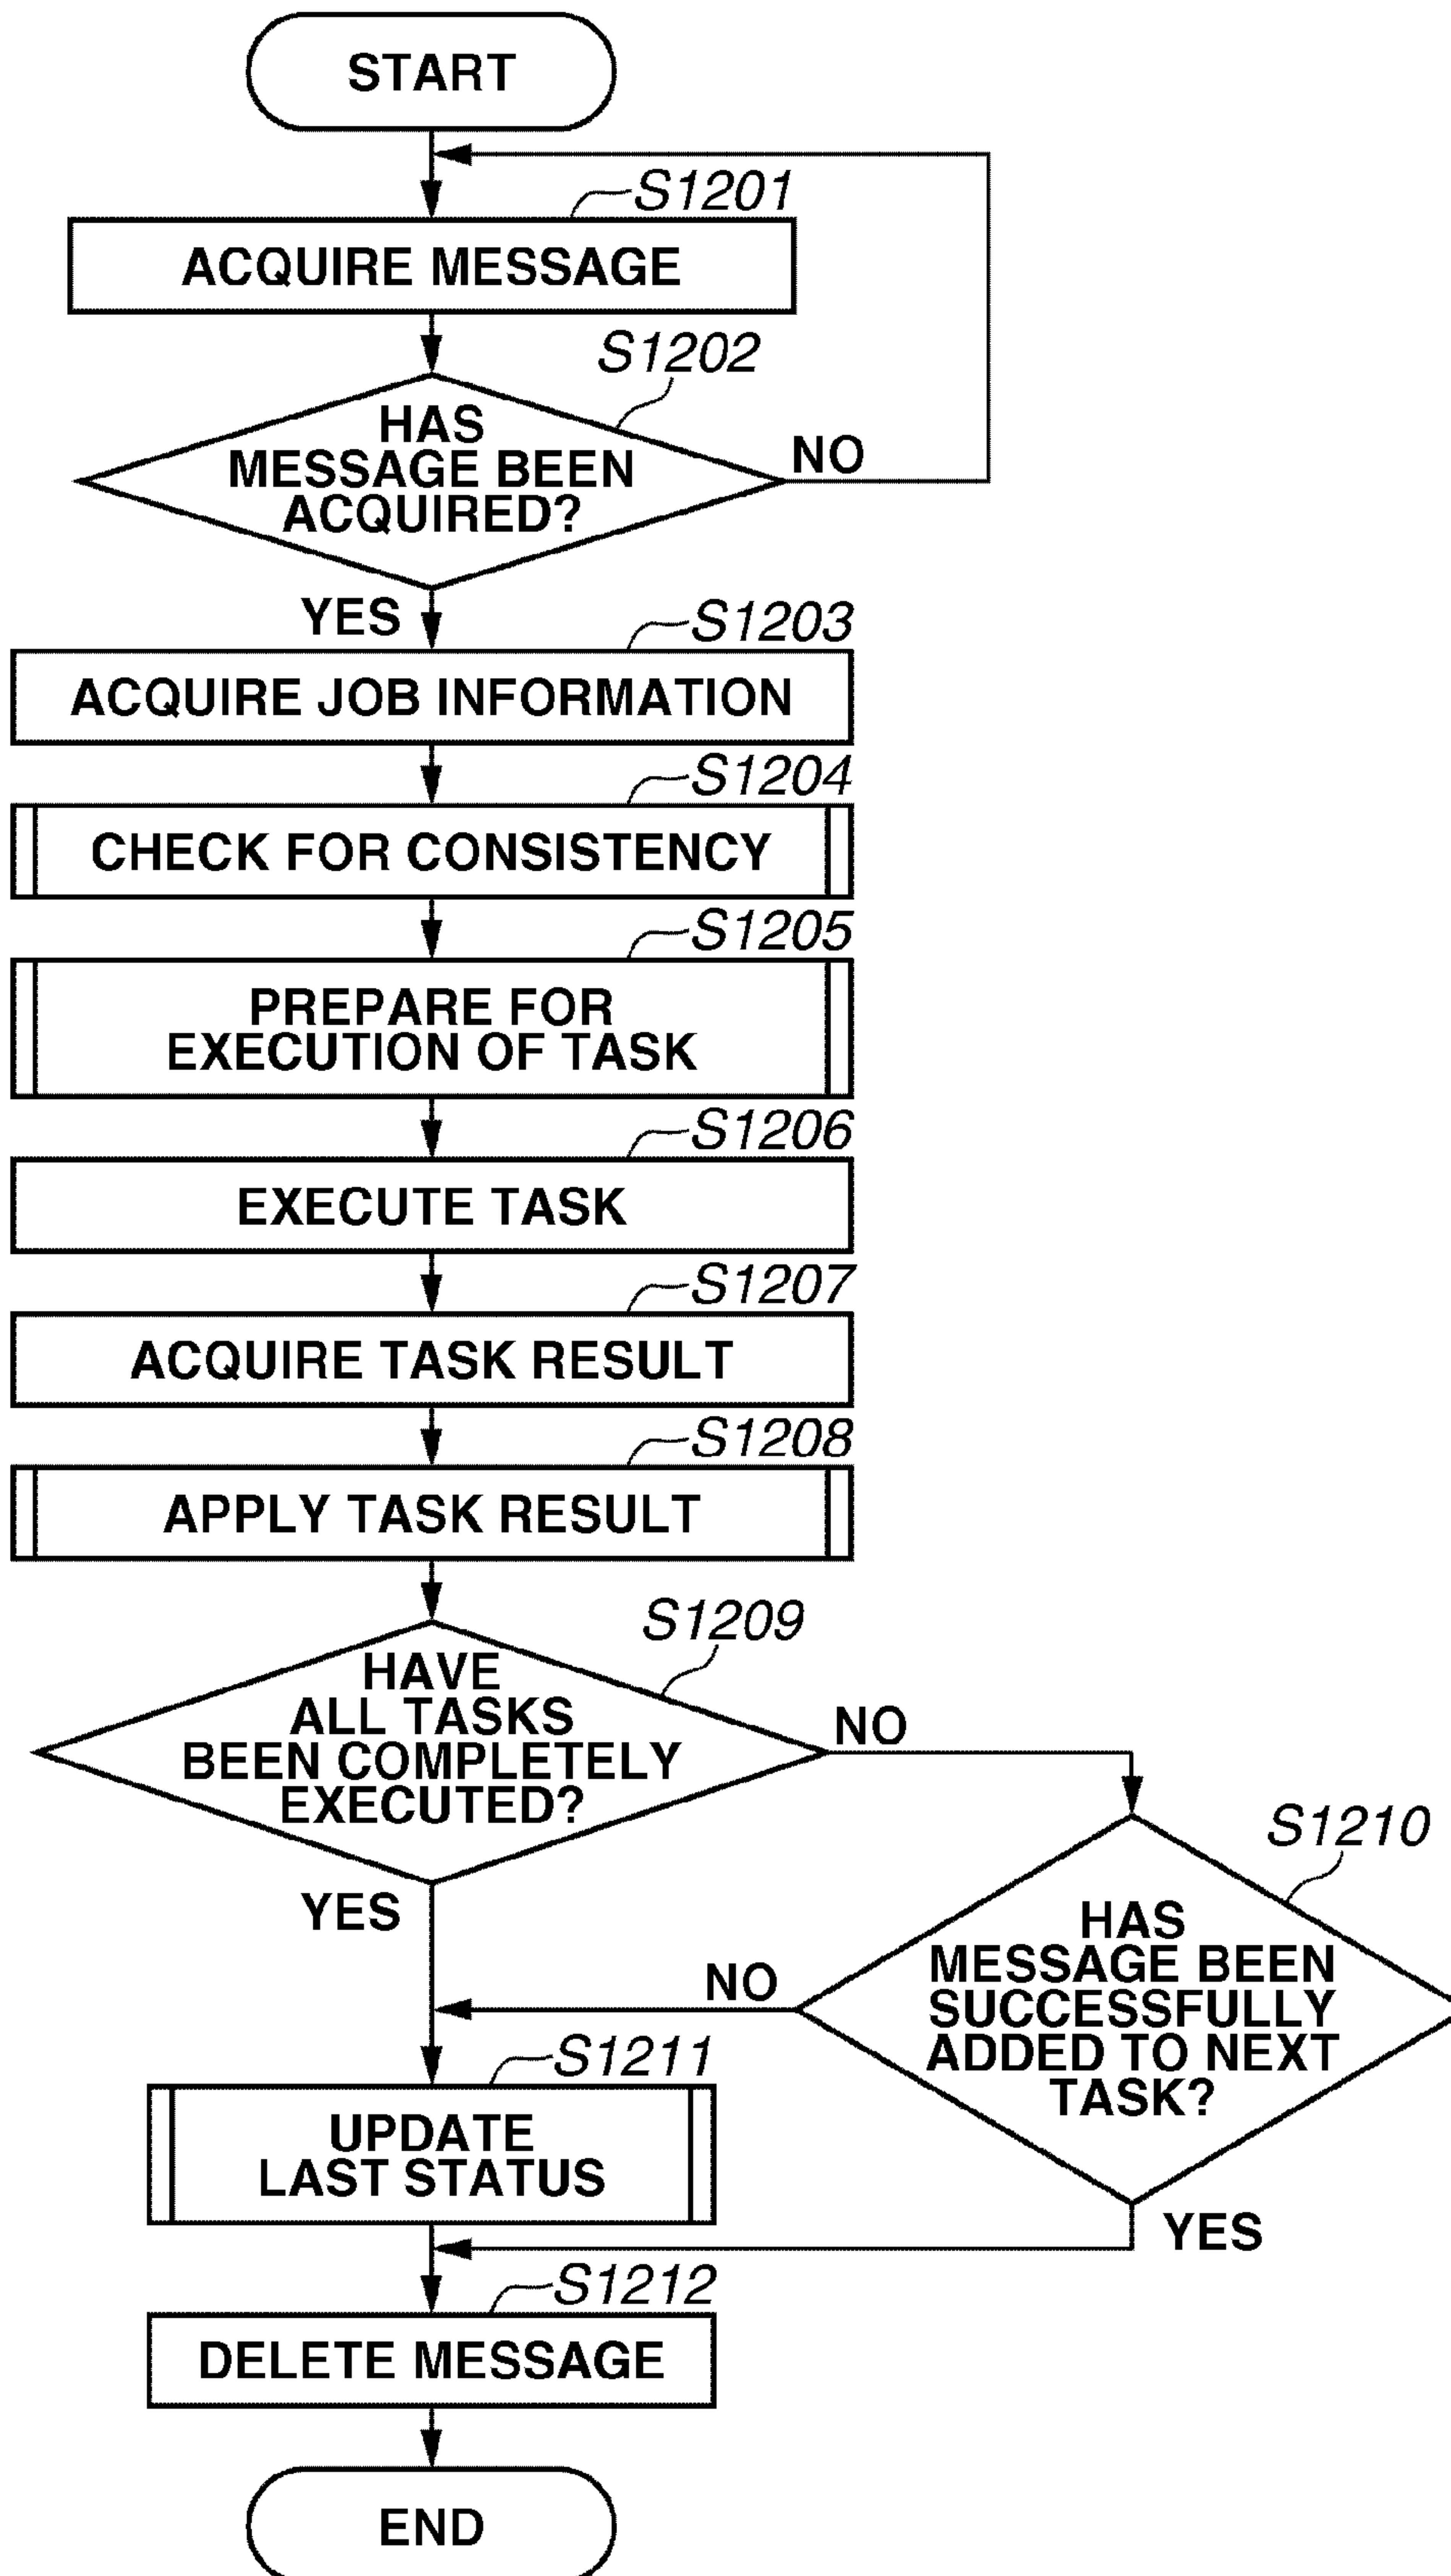 START
S1201
ACQUIRE MESSAGE
S1202
HAS
MESSAGE BEEN
ACQUIRED?
NO
YES
S1203
ACQUIRE JOB INFORMATION
S1204
CHECK FOR CONSISTENCY
S1205
PREPARE FOR
EXECUTION OF TASK
S1206
EXECUTE TASK
S1207
ACQUIRE TASK RESULT
S1208
APPLY TASK RESULT
S1209
HAVE
ALL TASKS
BEEN COMPLETELY
EXECUTED?
NO
YES
S1210
HAS
MESSAGE BEEN
SUCCESSFULLY
ADDED TO NEXT
TASK?
NO
YES
S1211
UPDATE
LAST STATUS
S1212
DELETE MESSAGE
END